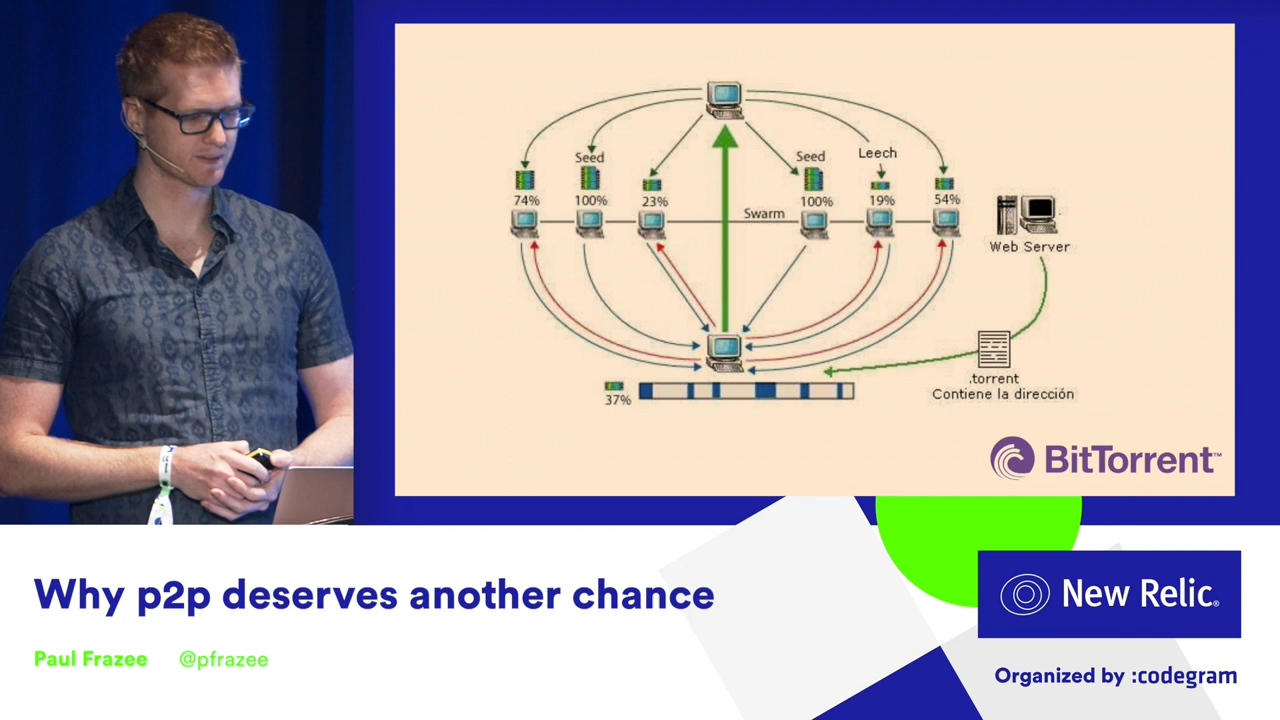 Seed
Seed
Leech
74%
100%
23%
100%
19%
54%
Swarm
Web Server
.torrent
Contiene la dirección
37%
BitTorrent™
Why p2p deserves another chance
Paul Frazee @pfrazee
New Relic®
Organized by :codegram